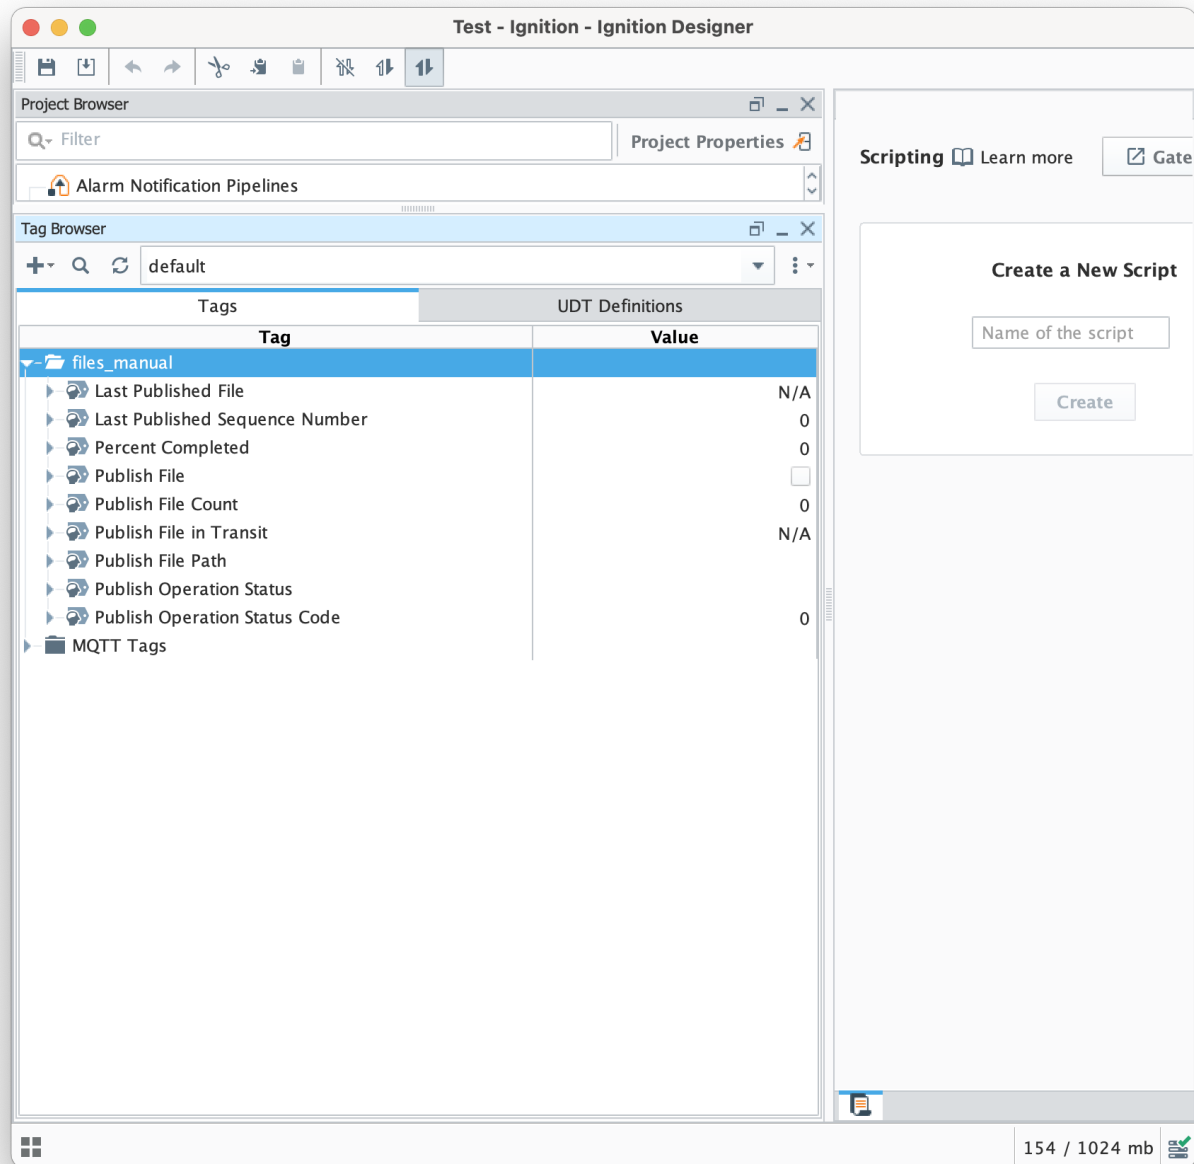 Test - Ignition - Ignition Designer
Project Browser
Filter
Project Properties
Alarm Notification Pipelines
Tag Browser
default
Tags UDT Definitions
Tag Value
files_manual
Last Published File N/A
Last Published Sequence Number 0
Percent Completed 0
Publish File
Publish File Count 0
Publish File in Transit N/A
Publish File Path
Publish Operation Status
Publish Operation Status Code 0
MQTT Tags
Scripting Learn more Gate
Create a New Script
Name of the script
Create
154 / 1024 mb